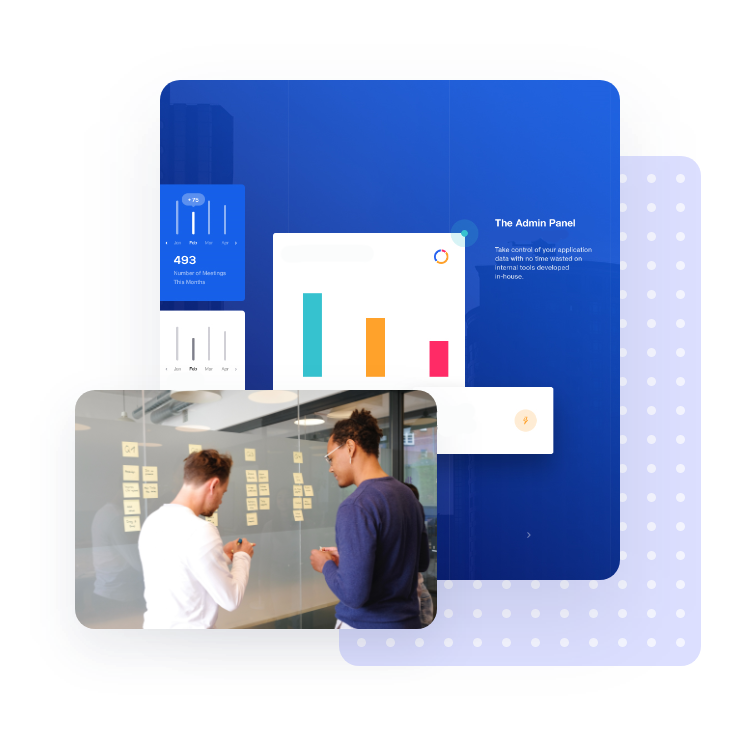 +76
‹ Jan Feb Mar Apr ›
493
Number of Meetings
This Months
‹ Jan Feb Mar Apr ›
The Admin Panel
Take control of your application
data with no time wasted on
internal tools developed
in-house.